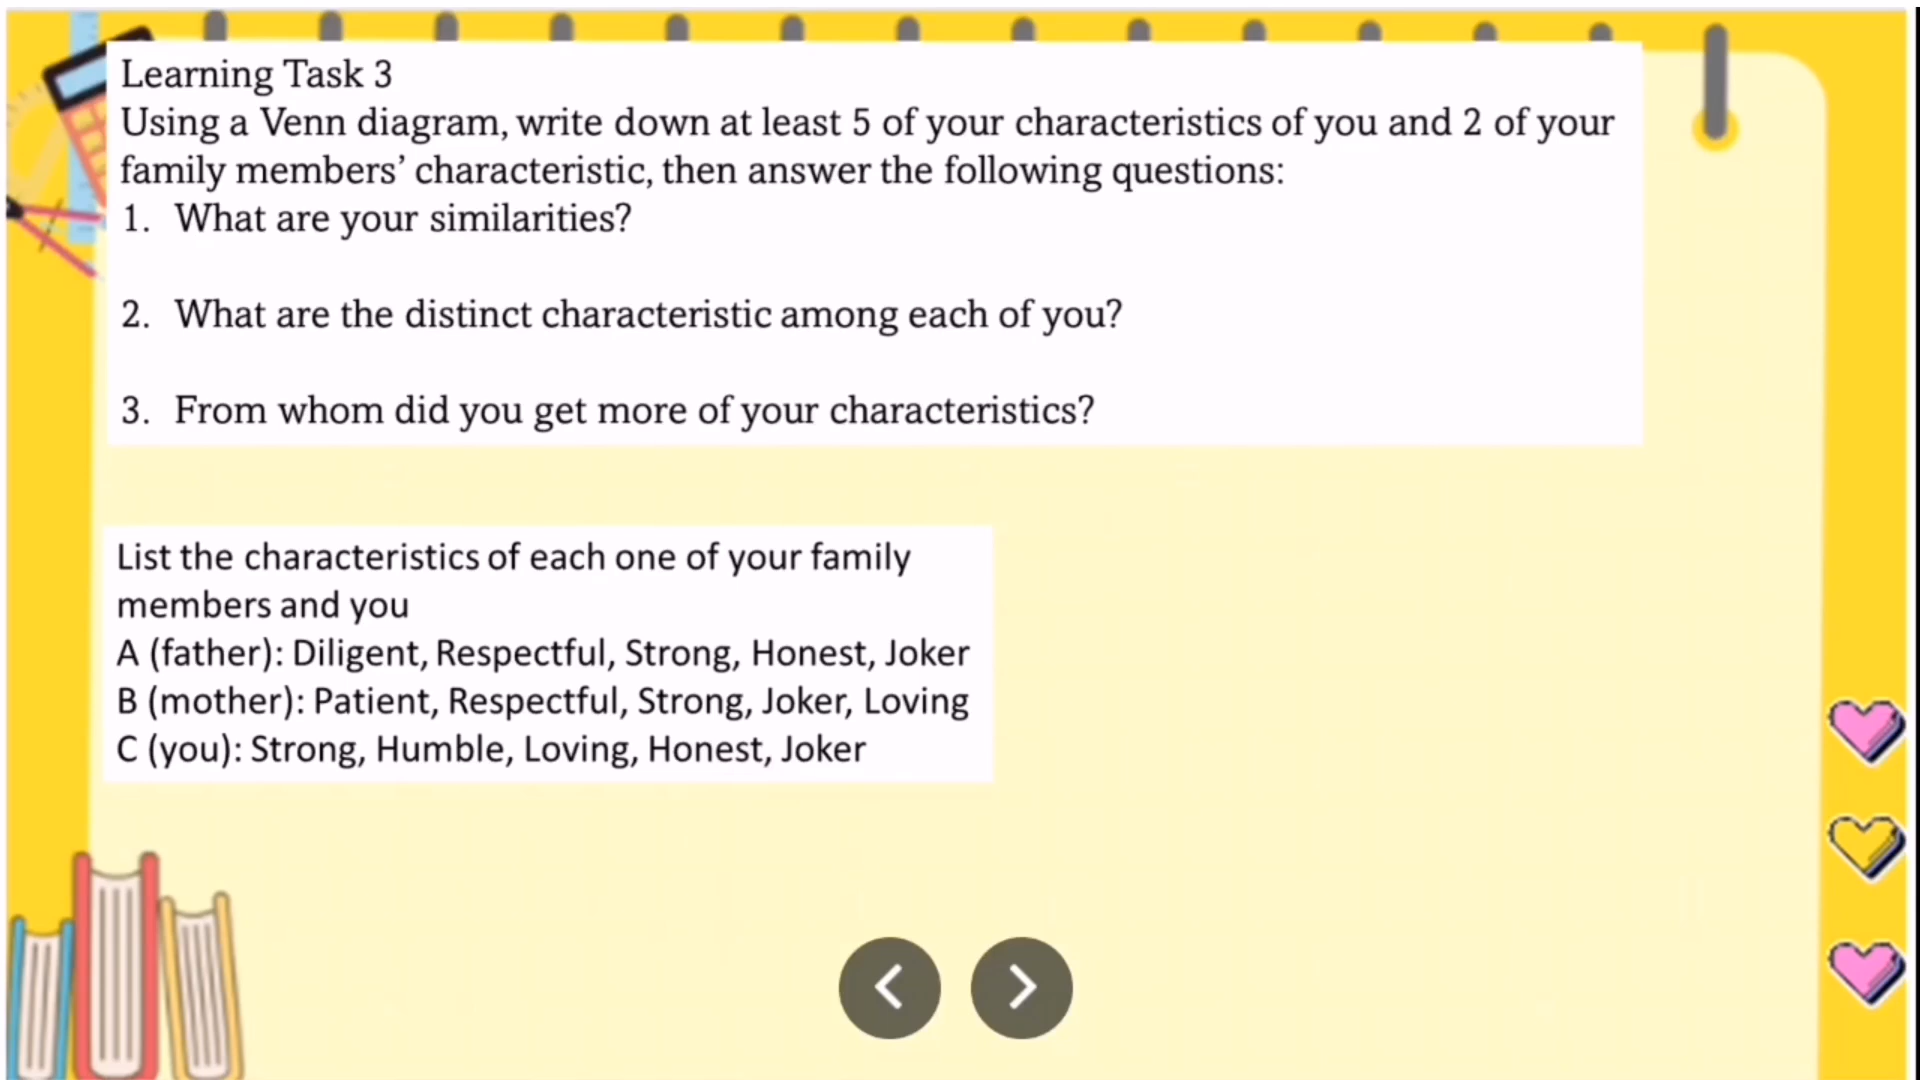 Learning Task 3
Using a Venn diagram, write down at least 5 of your characteristics of you and 2 of your
family members’ characteristic, then answer the following questions:
1. What are your similarities?
2. What are the distinct characteristic among each of you?
3. From whom did you get more of your characteristics?
List the characteristics of each one of your family
members and you
A (father): Diligent, Respectful, Strong, Honest, Joker
B (mother): Patient, Respectful, Strong, Joker, Loving
C (you): Strong, Humble, Loving, Honest, Joker